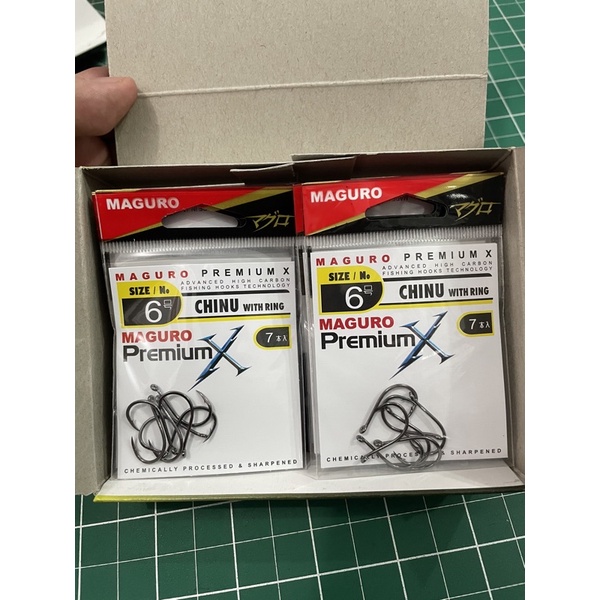 MAGURO
マグロ
MAGURO PREMIUM X
ADVANCED HIGH CARBON
FISHING HOOKS TECHNOLOGY
SIZE / No
6号
CHINU WITH RING
MAGURO
Premium X
7本入
CHEMICALLY PROCESSED & SHARPENED
MAGURO
マグロ
MAGURO PREMIUM X
ADVANCED HIGH CARBON
FISHING HOOKS TECHNOLOGY
SIZE / No
6号
CHINU WITH RING
MAGURO
Premium X
7本入
CHEMICALLY PROCESSED & SHARPENED